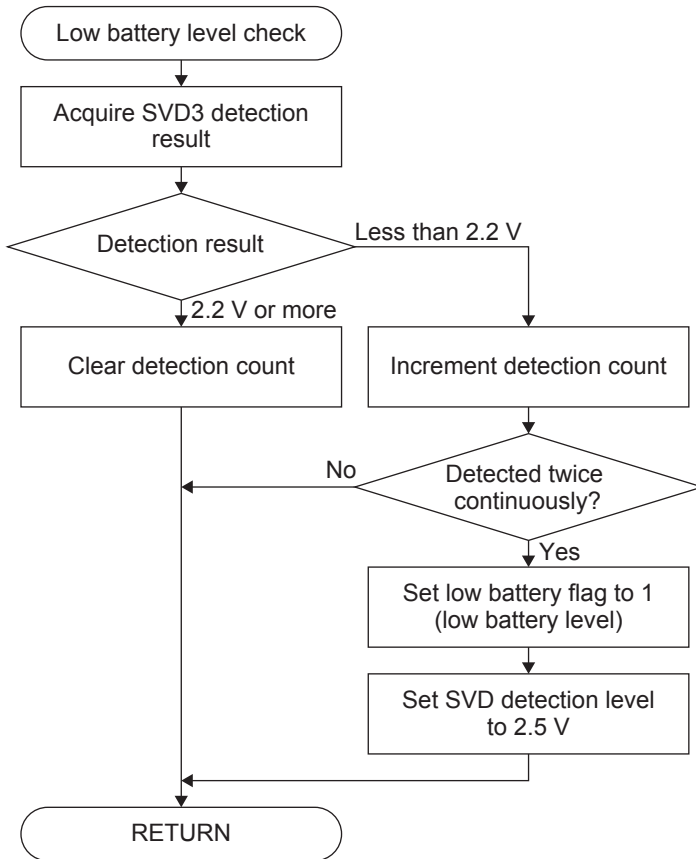 Low battery level check
Acquire SVD3 detection
result
Detection result
Less than 2.2 V
2.2 V or more
Clear detection count
Increment detection count
No
Detected twice
continuously?
Yes
Set low battery flag to 1
(low battery level)
Set SVD detection level
to 2.5 V
RETURN